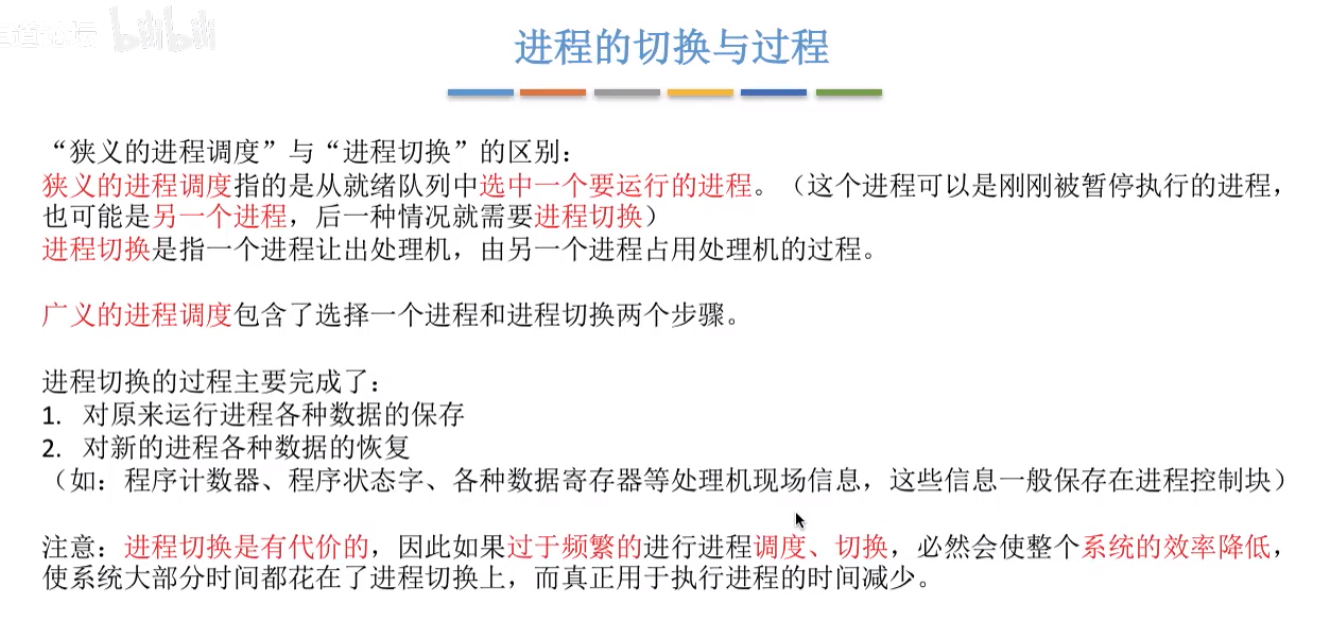 bilibili
进程的切换与过程
“狭义的进程调度”与“进程切换”的区别：
狭义的进程调度指的是从就绪队列中选中一个要运行的进程。（这个进程可以是刚刚被暂停执行的进程，
也可能是另一个进程，后一种情况就需要进程切换）
进程切换是指一个进程让出处理机，由另一个进程占用处理机的过程。
广义的进程调度包含了选择一个进程和进程切换两个步骤。
进程切换的过程主要完成了：
1. 对原来运行进程各种数据的保存
2. 对新的进程各种数据的恢复
（如：程序计数器、程序状态字、各种数据寄存器等处理机现场信息，这些信息一般保存在进程控制块）
注意：进程切换是有代价的，因此如果过于频繁的进行进程调度、切换，必然会使整个系统的效率降低，
使系统大部分时间都花在了进程切换上，而真正用于执行进程的时间减少。